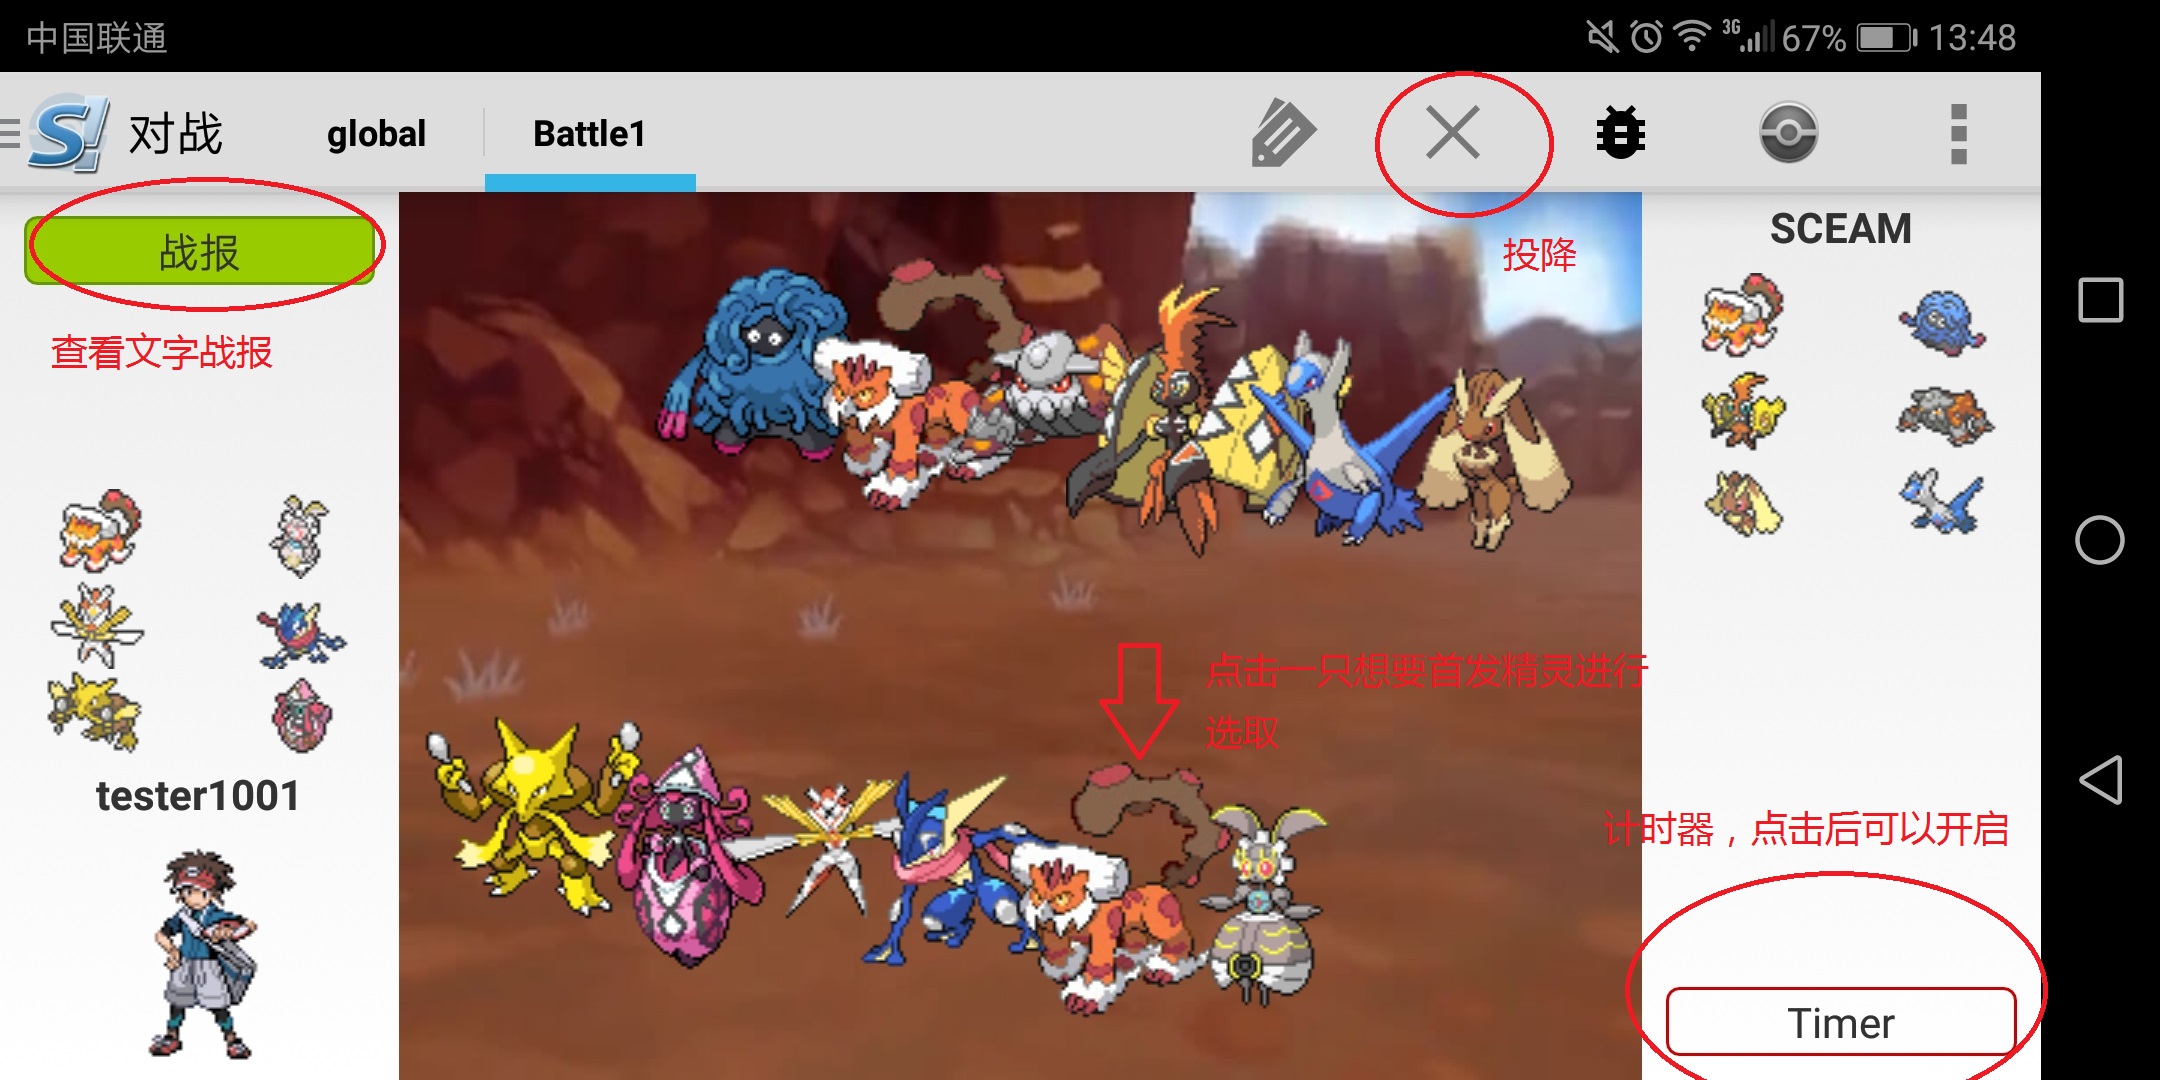 中国联通
3G
67%
13:48
S!
对战
global
Battle1
战报
查看文字战报
投降
SCEAM
点击一只想要首发精灵进行
选取
tester1001
计时器，点击后可以开启
Timer